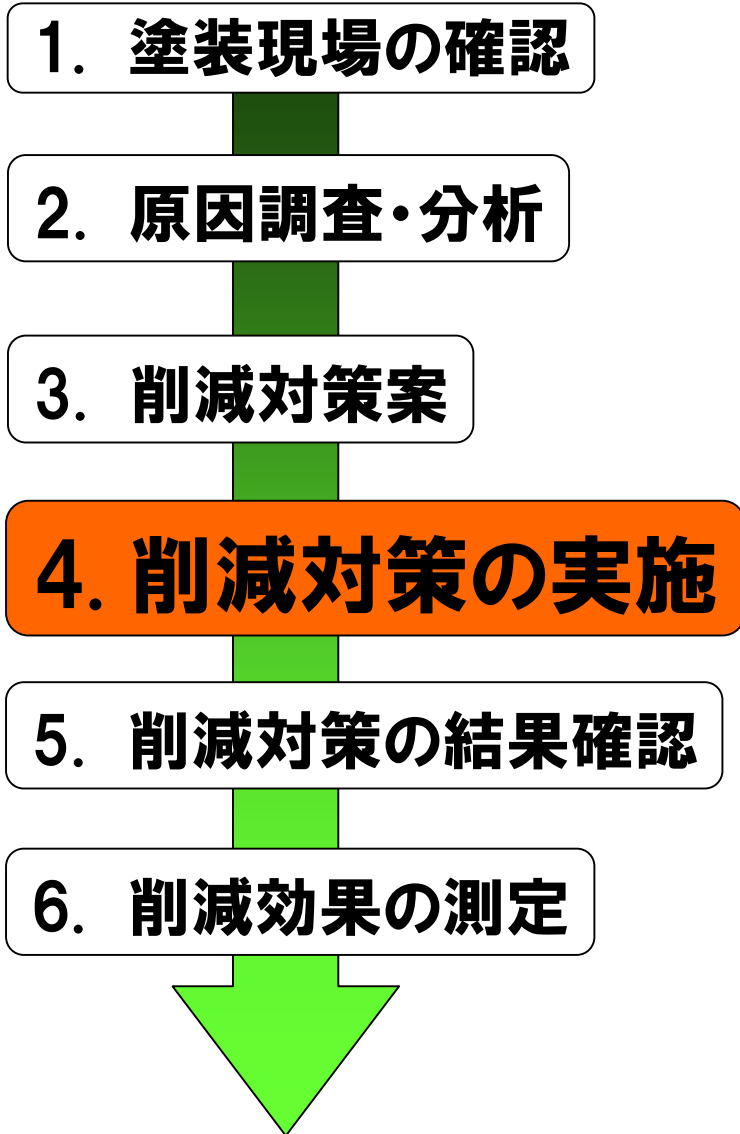 1. 塗装現場の確認
2. 原因調査・分析
3. 削減対策案
4. 削減対策の実施
5. 削減対策の結果確認
6. 削減効果の測定